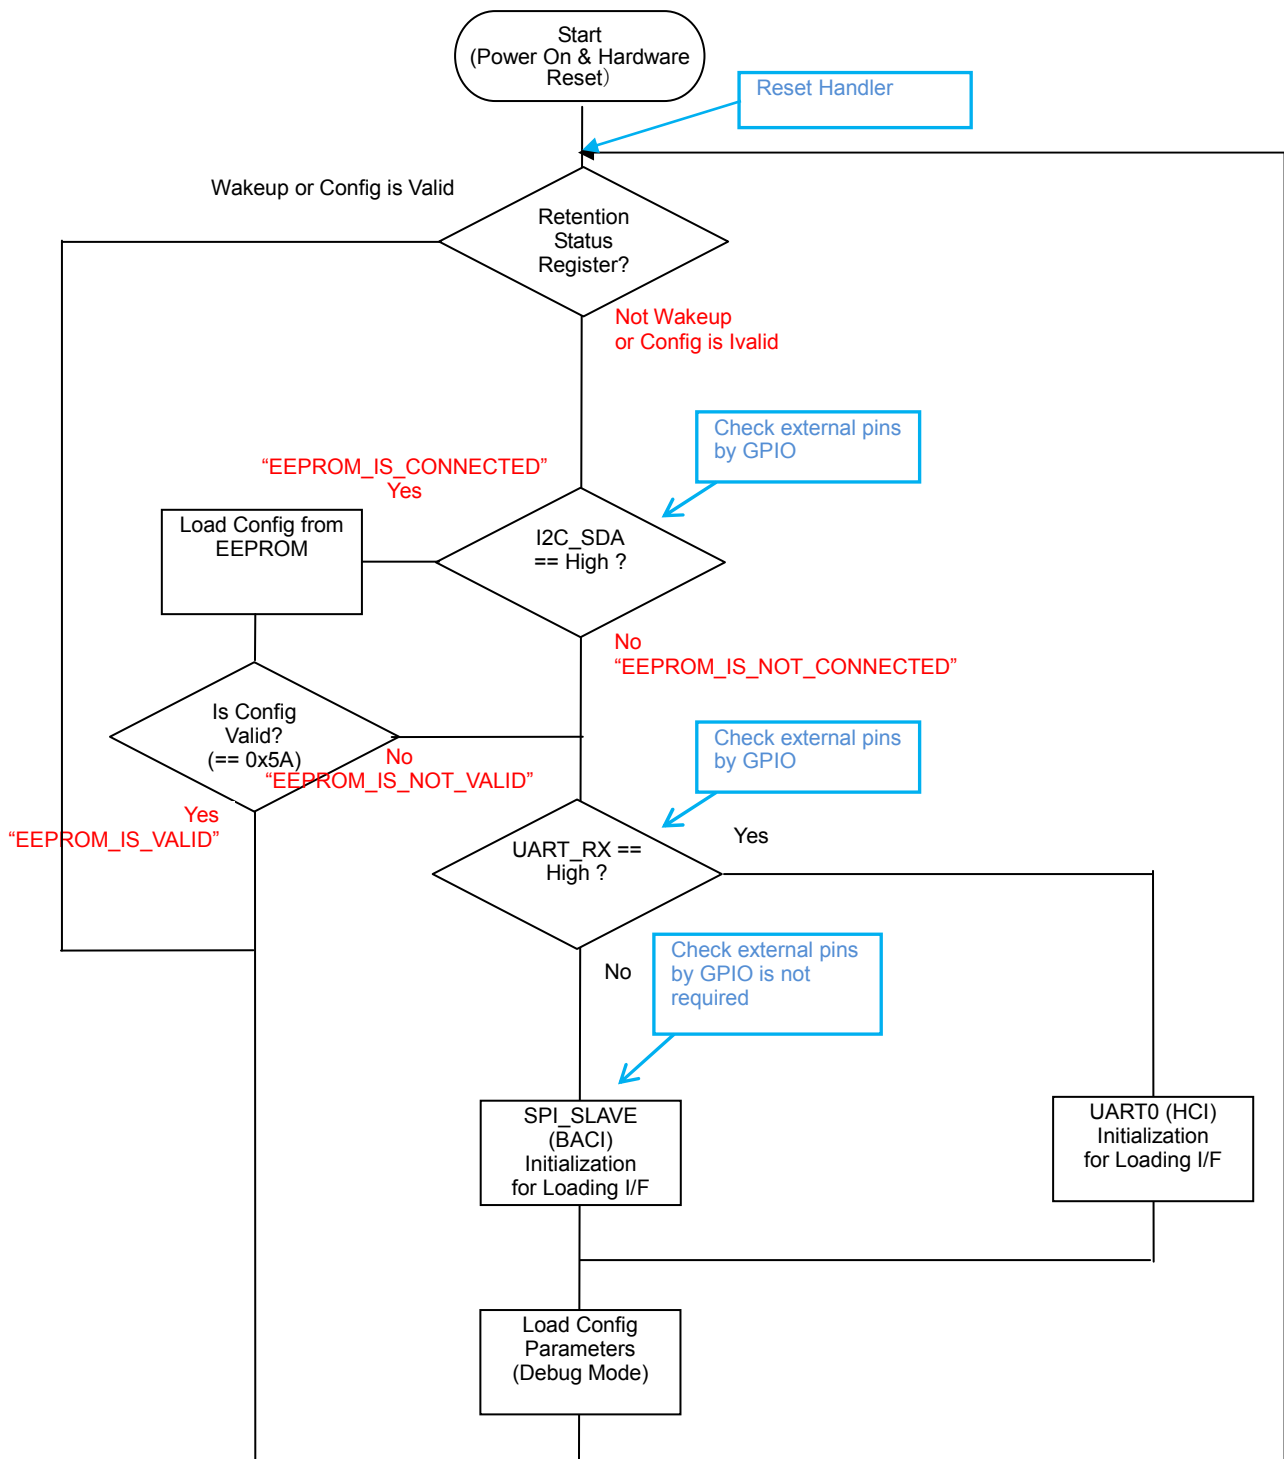 Start
(Power On & Hardware
Reset）
Reset Handler
Wakeup or Config is Valid
Retention
Status
Register?
Not Wakeup
or Config is Ivalid
Check external pins
by GPIO
“EEPROM_IS_CONNECTED”
Yes
Load Config from
EEPROM
I2C_SDA
== High ?
No
“EEPROM_IS_NOT_CONNECTED”
Is Config
Valid?
(== 0x5A)
No
“EEPROM_IS_NOT_VALID”
Check external pins
by GPIO
Yes
“EEPROM_IS_VALID”
UART_RX ==
High ?
Yes
No
Check external pins
by GPIO is not
required
SPI_SLAVE
(BACI)
Initialization
for Loading I/F
UART0 (HCI)
Initialization
for Loading I/F
Load Config
Parameters
(Debug Mode)